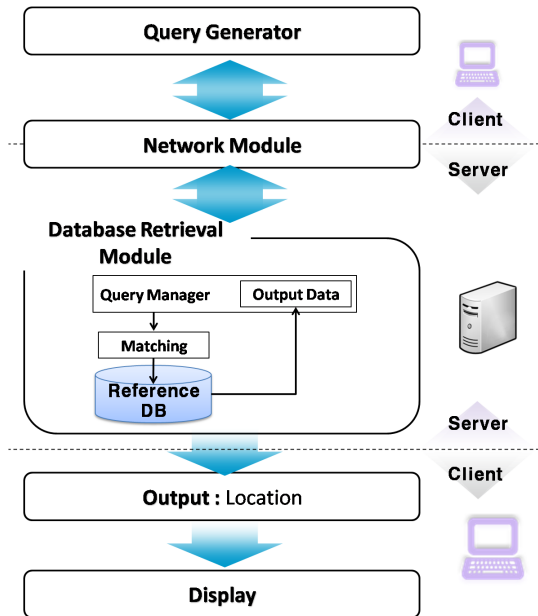 Query Generator
Client
Network Module
Server
Database Retrieval
Module
Query Manager
Output Data
Matching
Reference
DB
Server
Client
Output : Location
Display